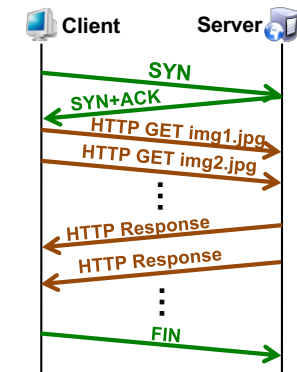 Client
Server
SYN
SYN+ACK
HTTP GET img1.jpg
HTTP GET img2.jpg
HTTP Response
HTTP Response
FIN